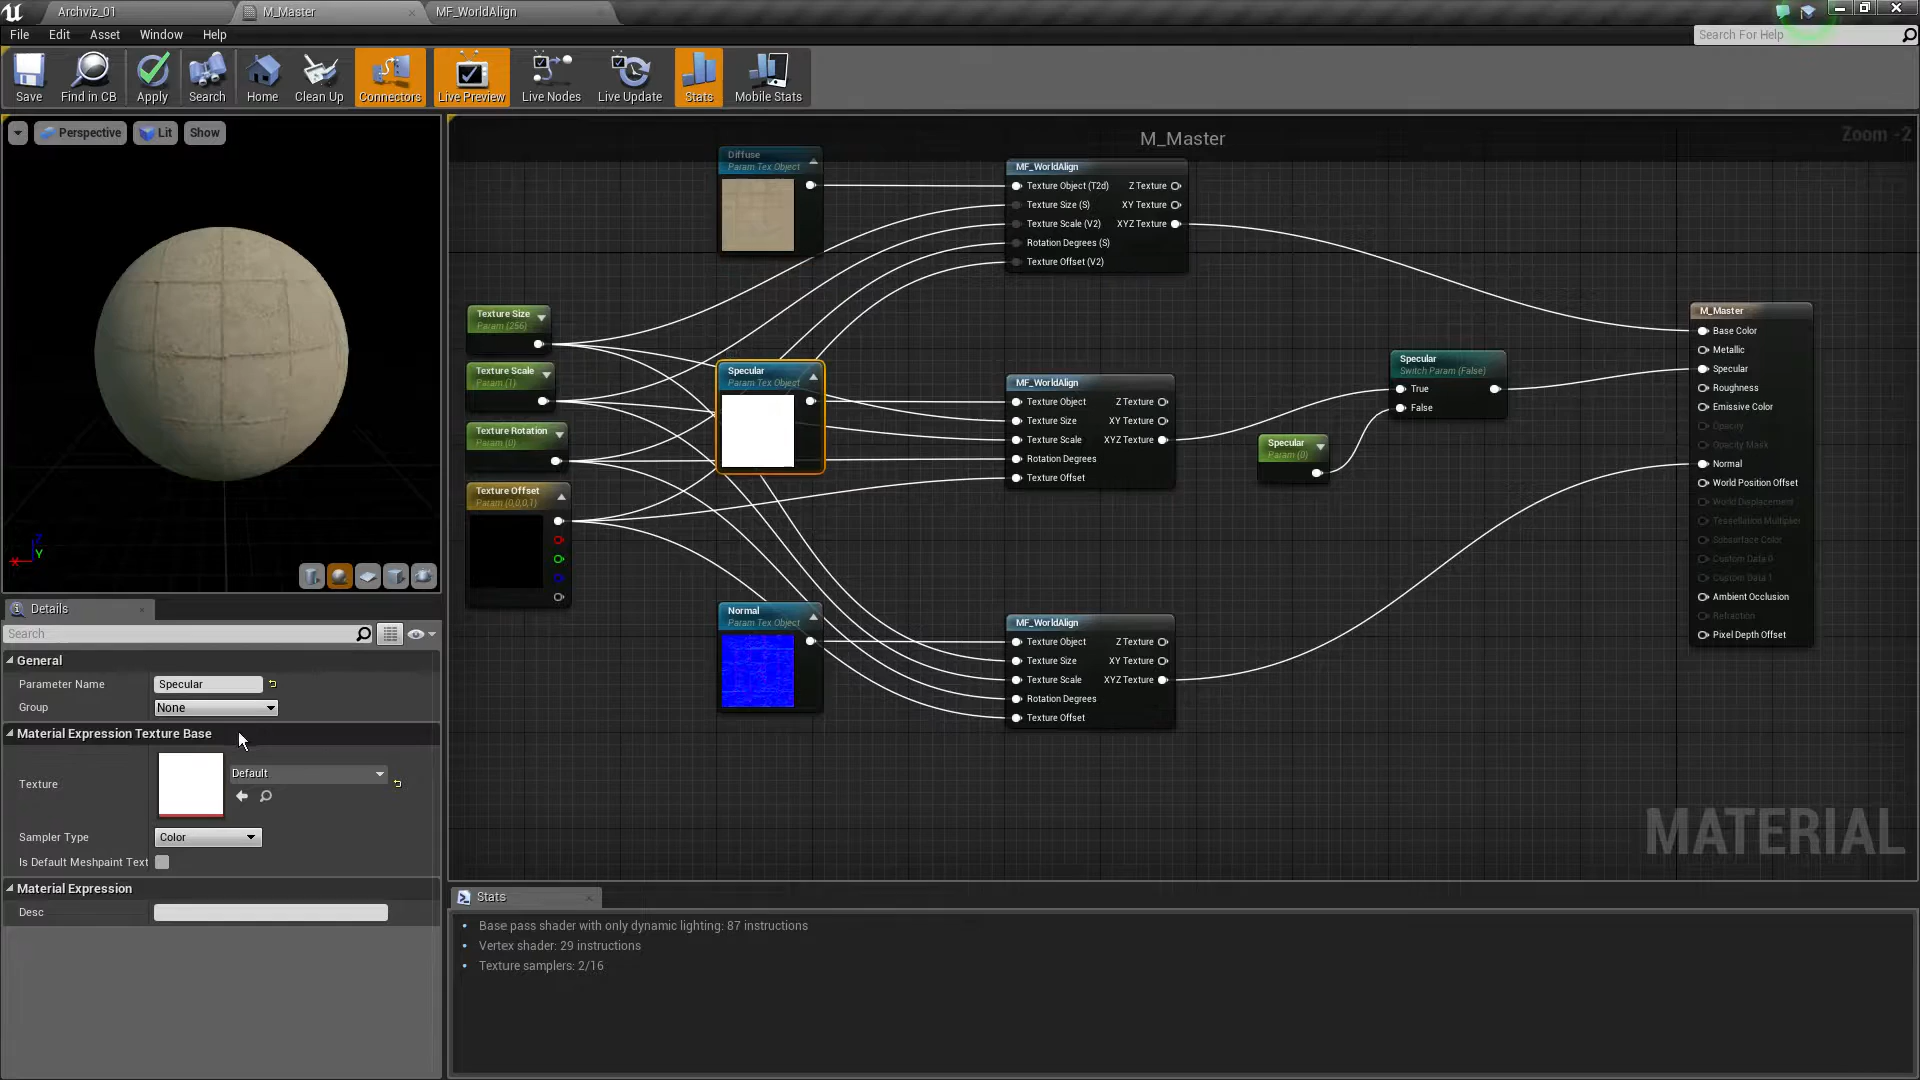 Archviz_01
M_Master
MF_WorldAlign
File
Edit
Asset
Window
Help
Search For Help
Save
Find in CB
Apply
Search
Home
Clean Up
Connectors
Live Preview
Live Nodes
Live Update
Stats
Mobile Stats
Perspective
Lit
Show
M_Master
Zoom -2
Diffuse
Param Tex Object
MF_WorldAlign
Texture Object (T2d)
Z Texture
Texture Size (S)
XY Texture
Texture Scale (V2)
XYZ Texture
Rotation Degrees (S)
Texture Offset (V2)
Texture Size
Param (256)
Texture Scale
Param (1)
Texture Rotation
Param (0)
Texture Offset
Param (0,0,0,1)
Specular
Param Tex Object
MF_WorldAlign
Texture Object
Z Texture
Texture Size
XY Texture
Texture Scale
XYZ Texture
Rotation Degrees
Texture Offset
Specular
Param (0)
Specular
Switch Param (False)
True
False
M_Master
Base Color
Metallic
Specular
Roughness
Emissive Color
Opacity
Opacity Mask
Normal
World Position Offset
World Displacement
Tessellation Multiplier
Subsurface Color
Custom Data 0
Custom Data 1
Ambient Occlusion
Refraction
Pixel Depth Offset
Normal
Param Tex Object
MF_WorldAlign
Texture Object
Z Texture
Texture Size
XY Texture
Texture Scale
XYZ Texture
Rotation Degrees
Texture Offset
MATERIAL
Z
Y
X
Details
Search
General
Parameter Name
Specular
Group
None
Material Expression Texture Base
Texture
Default
Sampler Type
Color
Is Default Meshpaint Text
Material Expression
Desc
Stats
Base pass shader with only dynamic lighting: 87 instructions
Vertex shader: 29 instructions
Texture samplers: 2/16